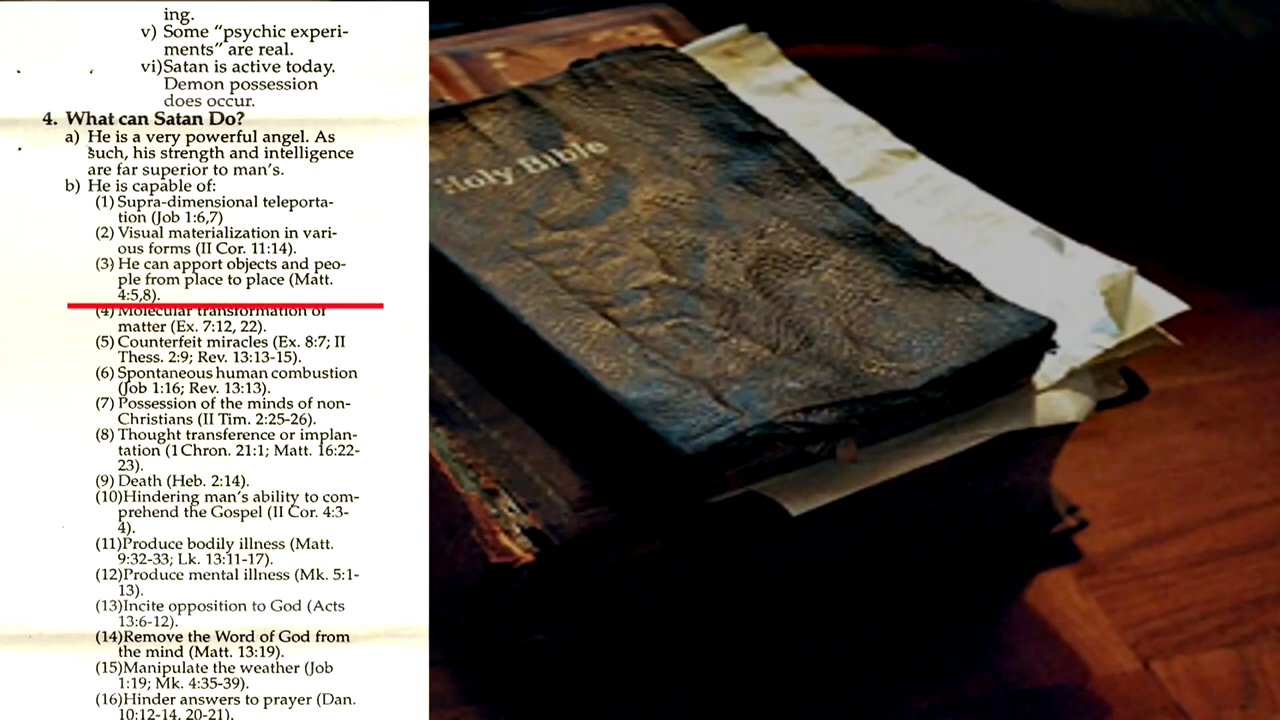 ing.
v) Some “psychic experi-
ments” are real.
vi)Satan is active today.
Demon possession
does occur.
4. What can Satan Do?
a) He is a very powerful angel. As
such, his strength and intelligence
are far superior to man's.
b) He is capable of:
(1) Supra-dimensional teleporta-
tion (Job 1:6,7)
(2) Visual materialization in vari-
ous forms (II Cor. 11:14).
(3) He can apport objects and peo-
ple from place to place (Matt.
4:5,8).
(4) Molecular transformation of
matter (Ex. 7:12, 22).
(5) Counterfeit miracles (Ex. 8:7; II
Thess. 2:9; Rev. 13:13-15).
(6) Spontaneous human combustion
(Job 1:16; Rev. 13:13).
(7) Possession of the minds of non-
Christians (II Tim. 2:25-26).
(8) Thought transference or implan-
tation (1 Chron. 21:1; Matt. 16:22-
23).
(9) Death (Heb. 2:14).
(10)Hindering man's ability to com-
prehend the Gospel (II Cor. 4:3-
4).
(11)Produce bodily illness (Matt.
9:32-33; Lk. 13:11-17).
(12)Produce mental illness (Mk. 5:1-
13).
(13)Incite opposition to God (Acts
13:6-12).
(14)Remove the Word of God from
the mind (Matt. 13:19).
(15)Manipulate the weather (Job
1:19; Mk. 4:35-39).
(16)Hinder answers to prayer (Dan.
10:12-14, 20-21).
Holy Bible